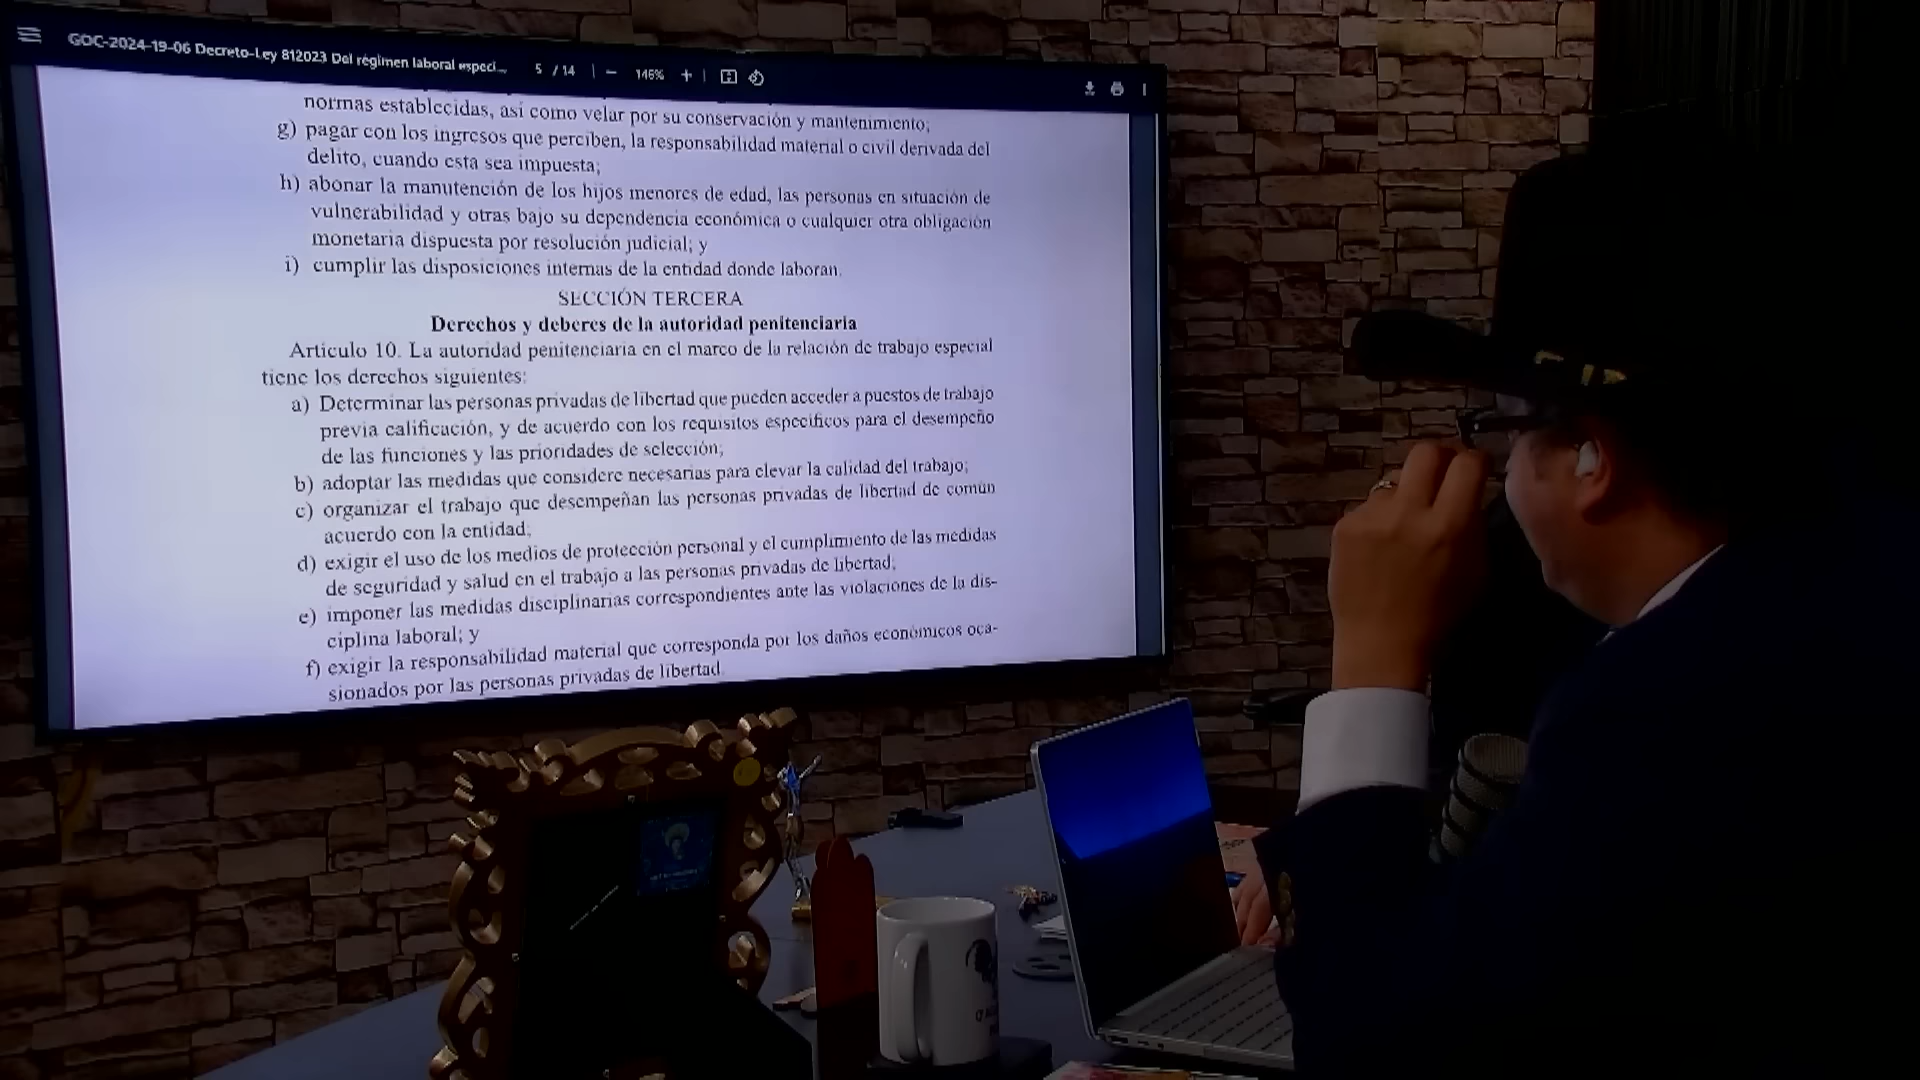 GOC-2024-19-06 Decreto-Ley 812023 Del régimen laboral especi...
5 / 14
146%
normas establecidas, así como velar por su conservación y mantenimiento;
g) pagar con los ingresos que perciben, la responsabilidad material o civil derivada del
delito, cuando esta sea impuesta;
h) abonar la manutención de los hijos menores de edad, las personas en situación de
vulnerabilidad y otras bajo su dependencia económica o cualquier otra obligación
monetaria dispuesta por resolución judicial; y
i) cumplir las disposiciones internas de la entidad donde laboran.
SECCIÓN TERCERA
Derechos y deberes de la autoridad penitenciaria
Artículo 10. La autoridad penitenciaria en el marco de la relación de trabajo especial
tiene los derechos siguientes:
a) Determinar las personas privadas de libertad que pueden acceder a puestos de trabajo
previa calificación, y de acuerdo con los requisitos específicos para el desempeño
de las funciones y las prioridades de selección;
b) adoptar las medidas que considere necesarias para elevar la calidad del trabajo;
c) organizar el trabajo que desempeñan las personas privadas de libertad de común
acuerdo con la entidad;
d) exigir el uso de los medios de protección personal y el cumplimiento de las medidas
de seguridad y salud en el trabajo a las personas privadas de libertad;
e) imponer las medidas disciplinarias correspondientes ante las violaciones de la dis-
ciplina laboral; y
f) exigir la responsabilidad material que corresponda por los daños económicos oca-
sionados por las personas privadas de libertad.